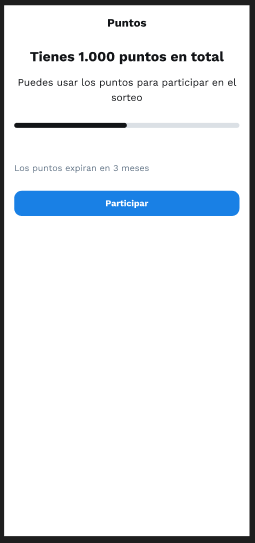 Puntos
Tienes 1.000 puntos en total
Puedes usar los puntos para participar en el
sorteo
Los puntos expiran en 3 meses
Participar